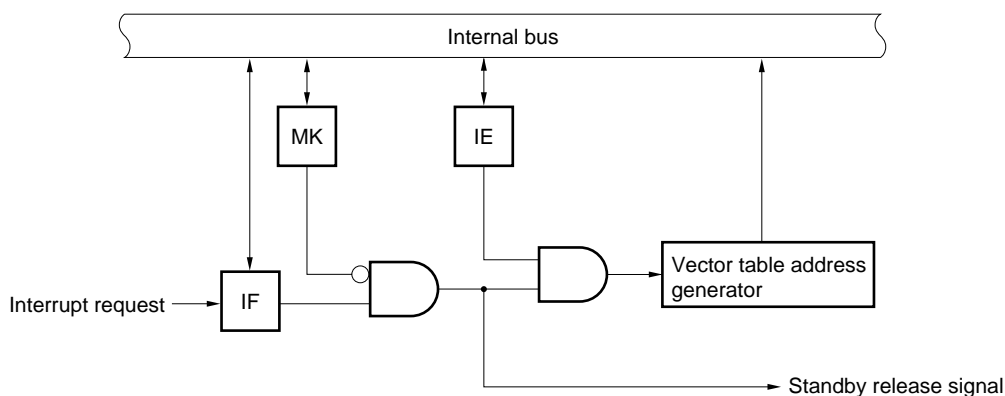 Internal bus
MK
IE
Interrupt request
IF
Vector table address
generator
Standby release signal